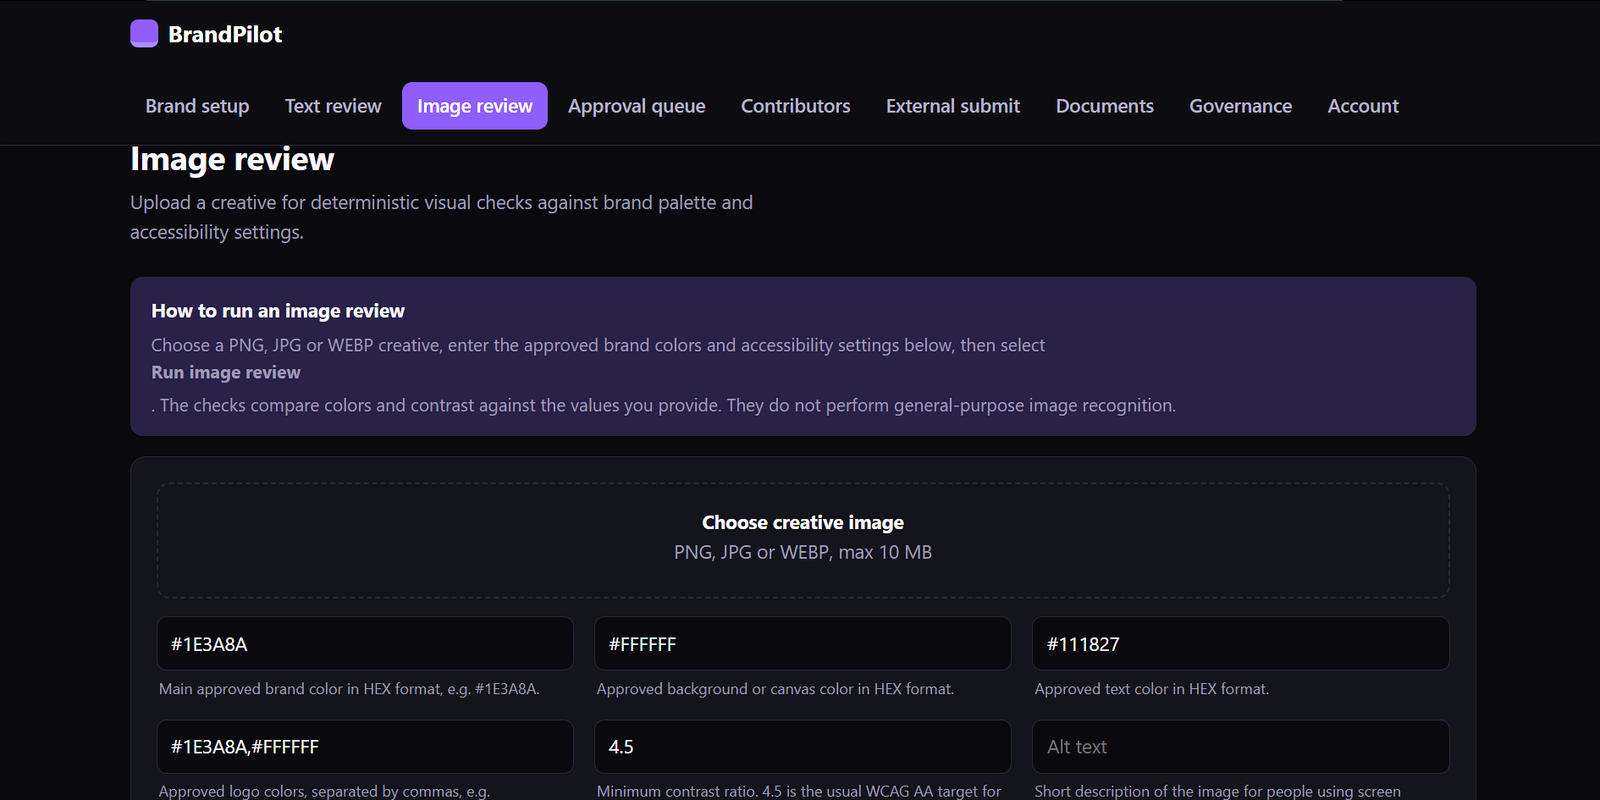 BrandPilot
Brand setup Text review Image review Approval queue Contributors External submit Documents Governance Account
Image review
Upload a creative for deterministic visual checks against brand palette and
accessibility settings.
How to run an image review
Choose a PNG, JPG or WEBP creative, enter the approved brand colors and accessibility settings below, then select
Run image review
. The checks compare colors and contrast against the values you provide. They do not perform general-purpose image recognition.
Choose creative image
PNG, JPG or WEBP, max 10 MB
#1E3A8A #FFFFFF #111827
Main approved brand color in HEX format, e.g. #1E3A8A. Approved background or canvas color in HEX format. Approved text color in HEX format.
#1E3A8A,#FFFFFF 4.5 Alt text
Approved logo colors, separated by commas, e.g. Minimum contrast ratio. 4.5 is the usual WCAG AA target for Short description of the image for people using screen